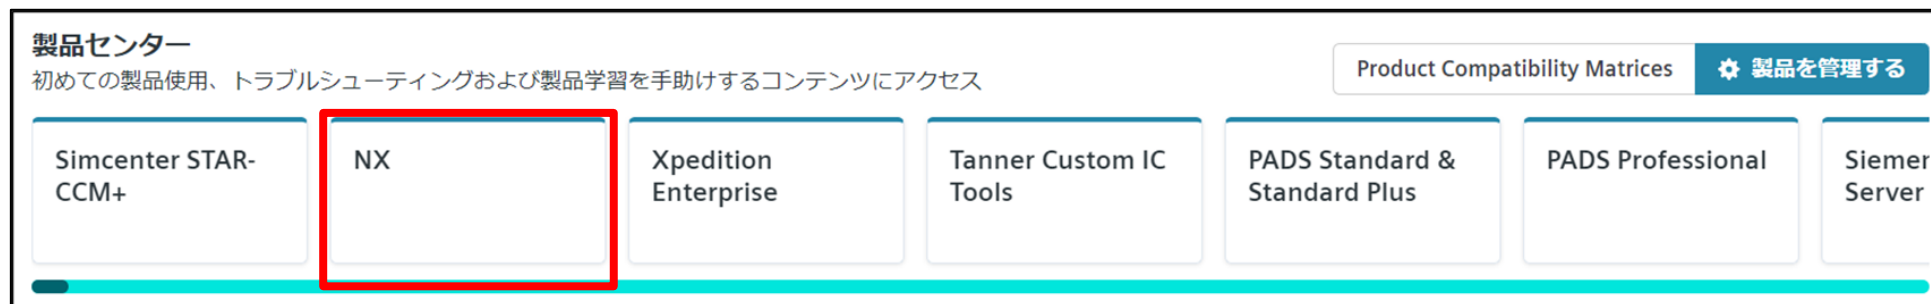 製品センター
初めての製品使用、トラブルシューティングおよび製品学習を手助けするコンテンツにアクセス
Product Compatibility Matrices
製品を管理する
Simcenter STAR-
CCM+
NX
Xpedition
Enterprise
Tanner Custom IC
Tools
PADS Standard &
Standard Plus
PADS Professional
Siemen
Server